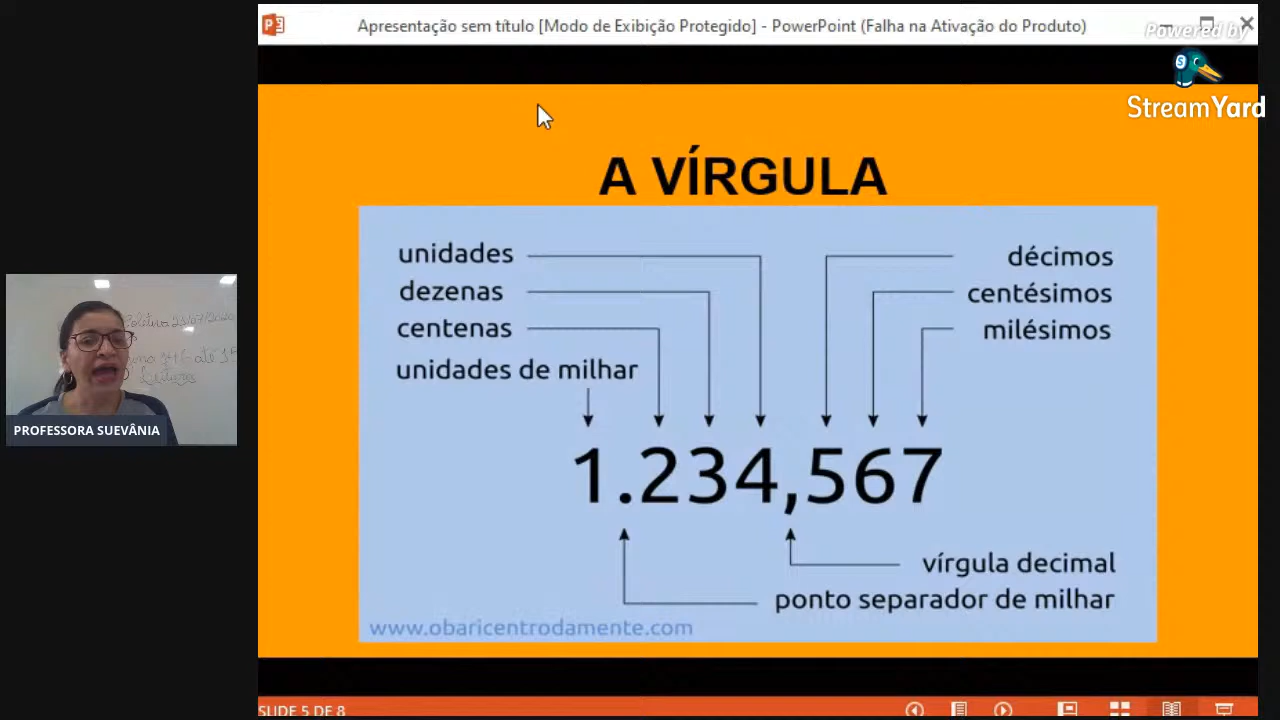 Apresentação sem título [Modo de Exibição Protegido] - PowerPoint (Falha na Ativação do Produto)
Powered by
StreamYard
A VÍRGULA
unidades
dezenas
centenas
unidades de milhar
décimos
centésimos
milésimos
1.234,567
vírgula decimal
ponto separador de milhar
www.obaricentrodamente.com
PROFESSORA SUEVÂNIA
SLIDE 5 DE 8